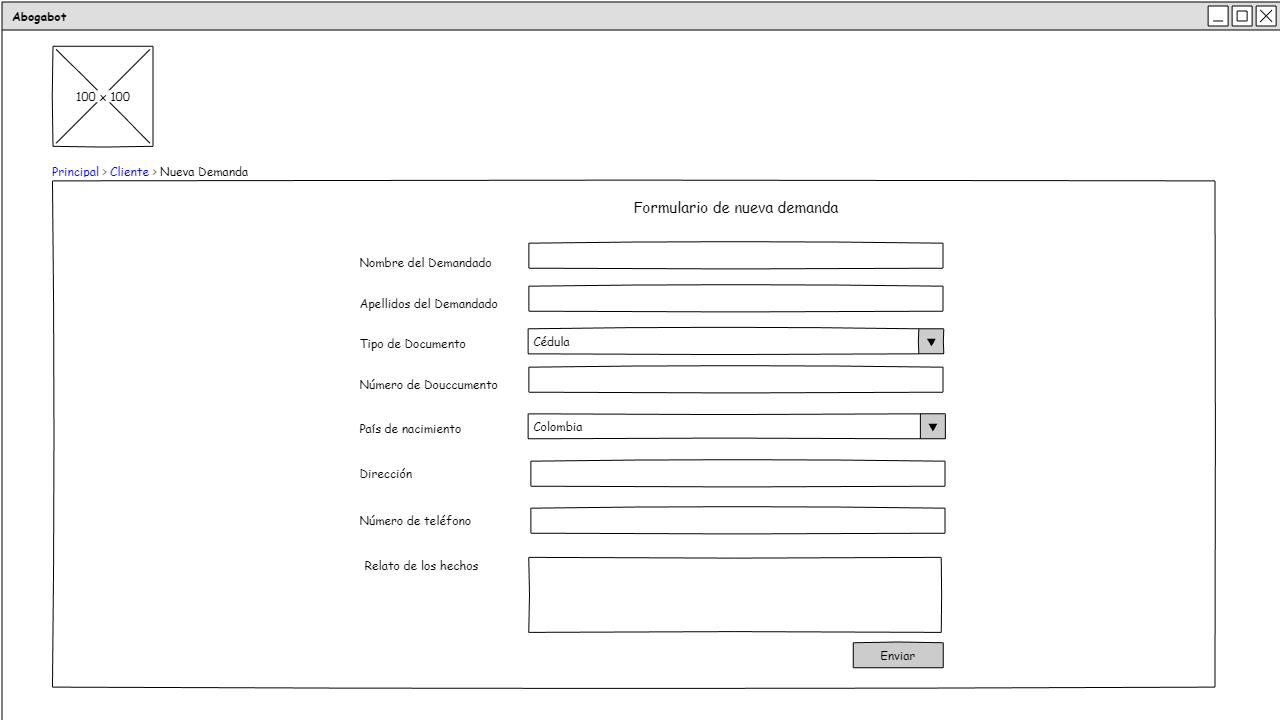 Abogabot
100 x 100
Principal > Cliente > Nueva Demanda
Formulario de nueva demanda
Nombre del Demandado
Apellidos del Demandado
Tipo de Documento Cédula
Número de Douccumento
País de nacimiento Colombia
Dirección
Número de teléfono
Relato de los hechos
Enviar